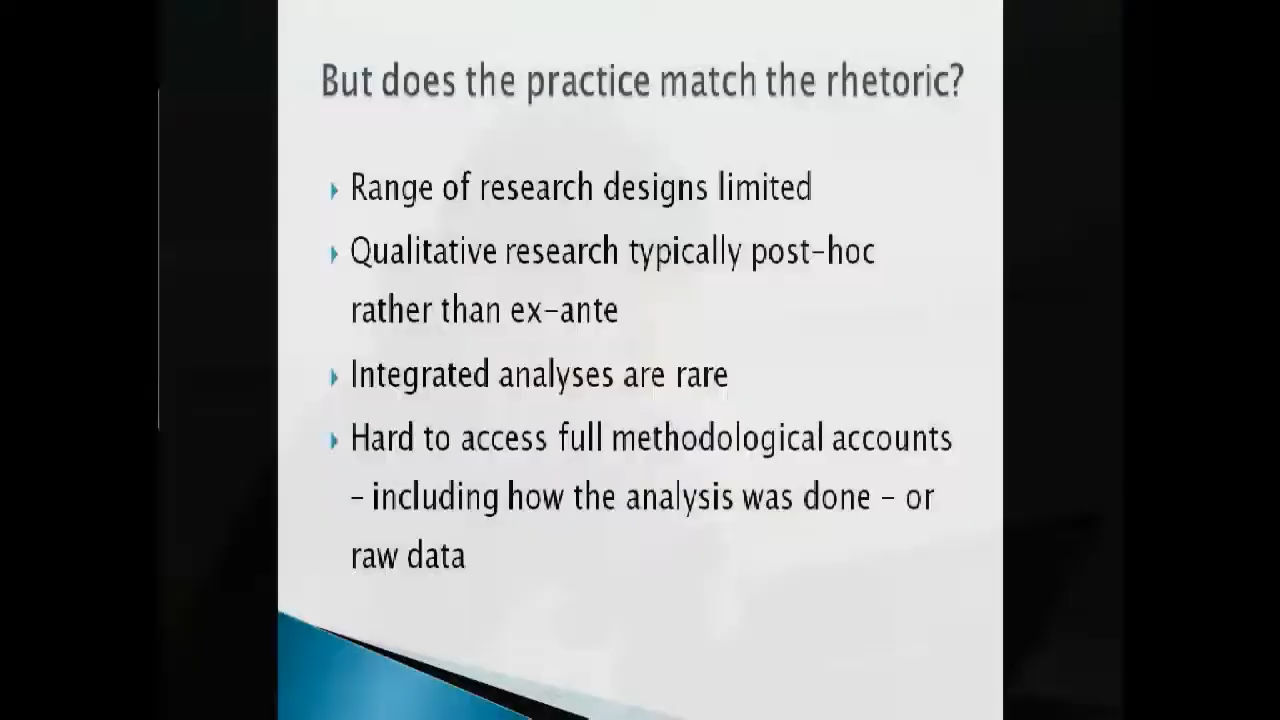 But does the practice match the rhetoric?
Range of research designs limited
Qualitative research typically post-hoc
rather than ex-ante
Integrated analyses are rare
Hard to access full methodological accounts
– including how the analysis was done – or
raw data